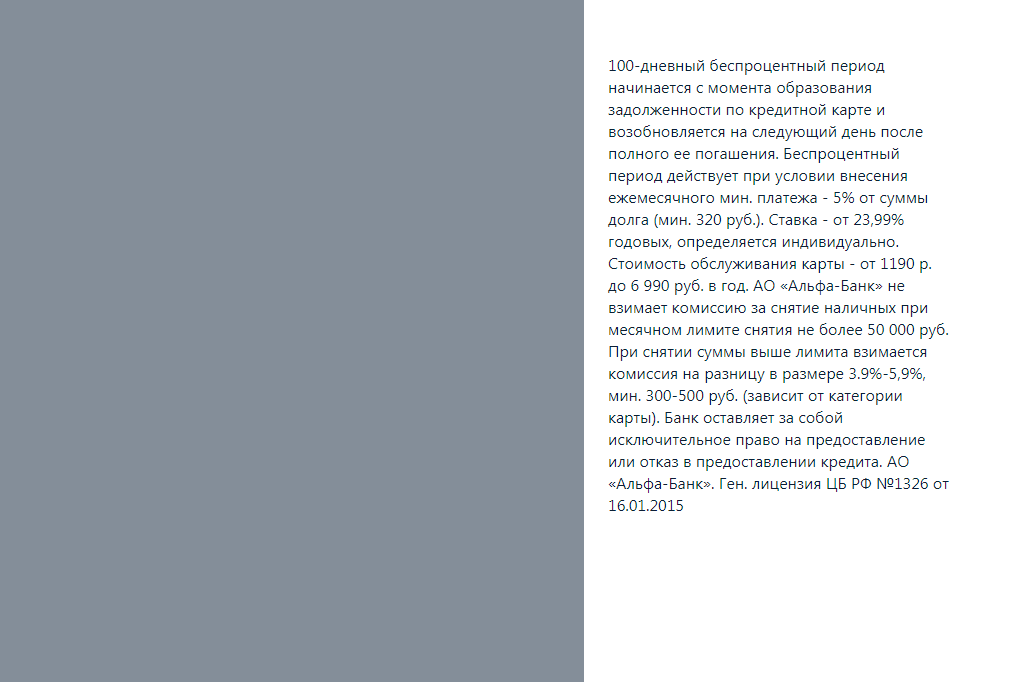 100-дневный беспроцентный период
начинается с момента образования
задолженности по кредитной карте и
возобновляется на следующий день после
полного ее погашения. Беспроцентный
период действует при условии внесения
ежемесячного мин. платежа - 5% от суммы
долга (мин. 320 руб.). Ставка - от 23,99%
годовых, определяется индивидуально.
Стоимость обслуживания карты - от 1190 р.
до 6 990 руб. в год. АО «Альфа-Банк» не
взимает комиссию за снятие наличных при
месячном лимите снятия не более 50 000 руб.
При снятии суммы выше лимита взимается
комиссия на разницу в размере 3.9%-5,9%,
мин. 300-500 руб. (зависит от категории
карты). Банк оставляет за собой
исключительное право на предоставление
или отказ в предоставлении кредита. АО
«Альфа-Банк». Ген. лицензия ЦБ РФ №1326 от
16.01.2015